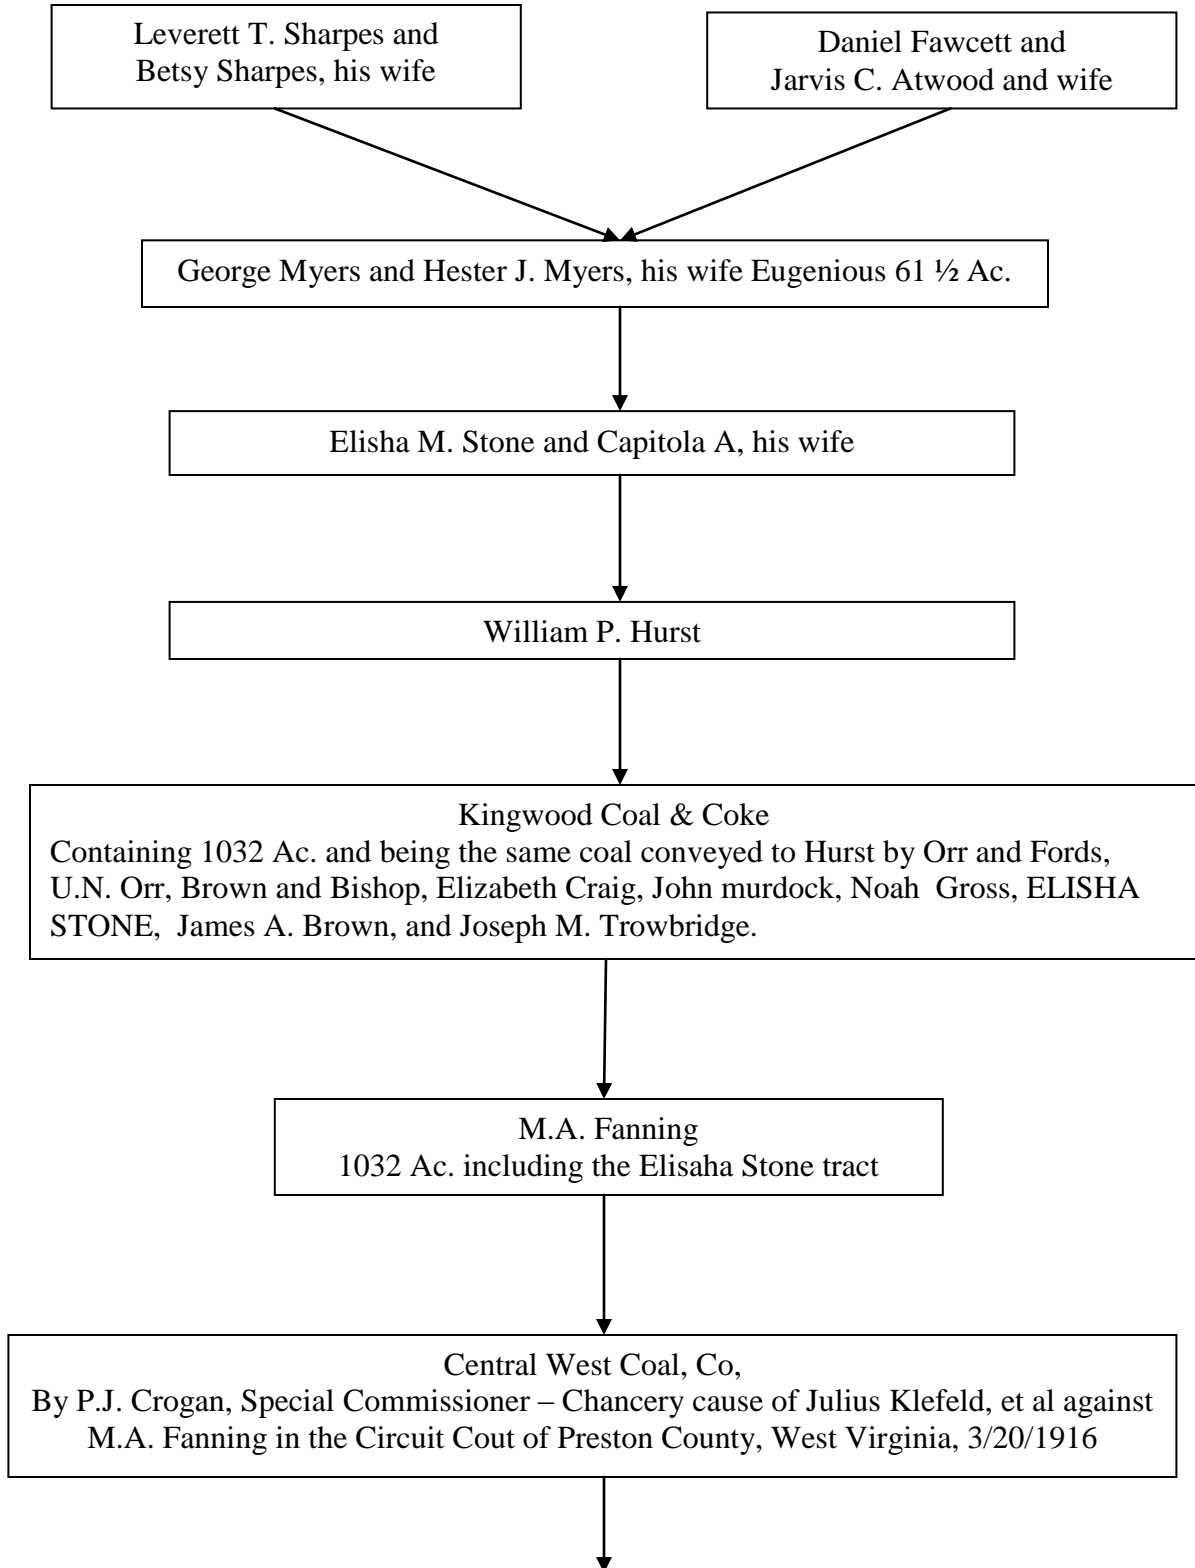 Leverett T. Sharpes and
Betsy Sharpes, his wife
Daniel Fawcett and
Jarvis C. Atwood and wife
George Myers and Hester J. Myers, his wife Eugenious 61 ½ Ac.
Elisha M. Stone and Capitola A, his wife
William P. Hurst
Kingwood Coal & Coke
Containing 1032 Ac. and being the same coal conveyed to Hurst by Orr and Fords,
U.N. Orr, Brown and Bishop, Elizabeth Craig, John murdock, Noah Gross, ELISHA
STONE, James A. Brown, and Joseph M. Trowbridge.
M.A. Fanning
1032 Ac. including the Elisaha Stone tract
Central West Coal, Co,
By P.J. Crogan, Special Commissioner – Chancery cause of Julius Klefeld, et al against
M.A. Fanning in the Circuit Cout of Preston County, West Virginia, 3/20/1916